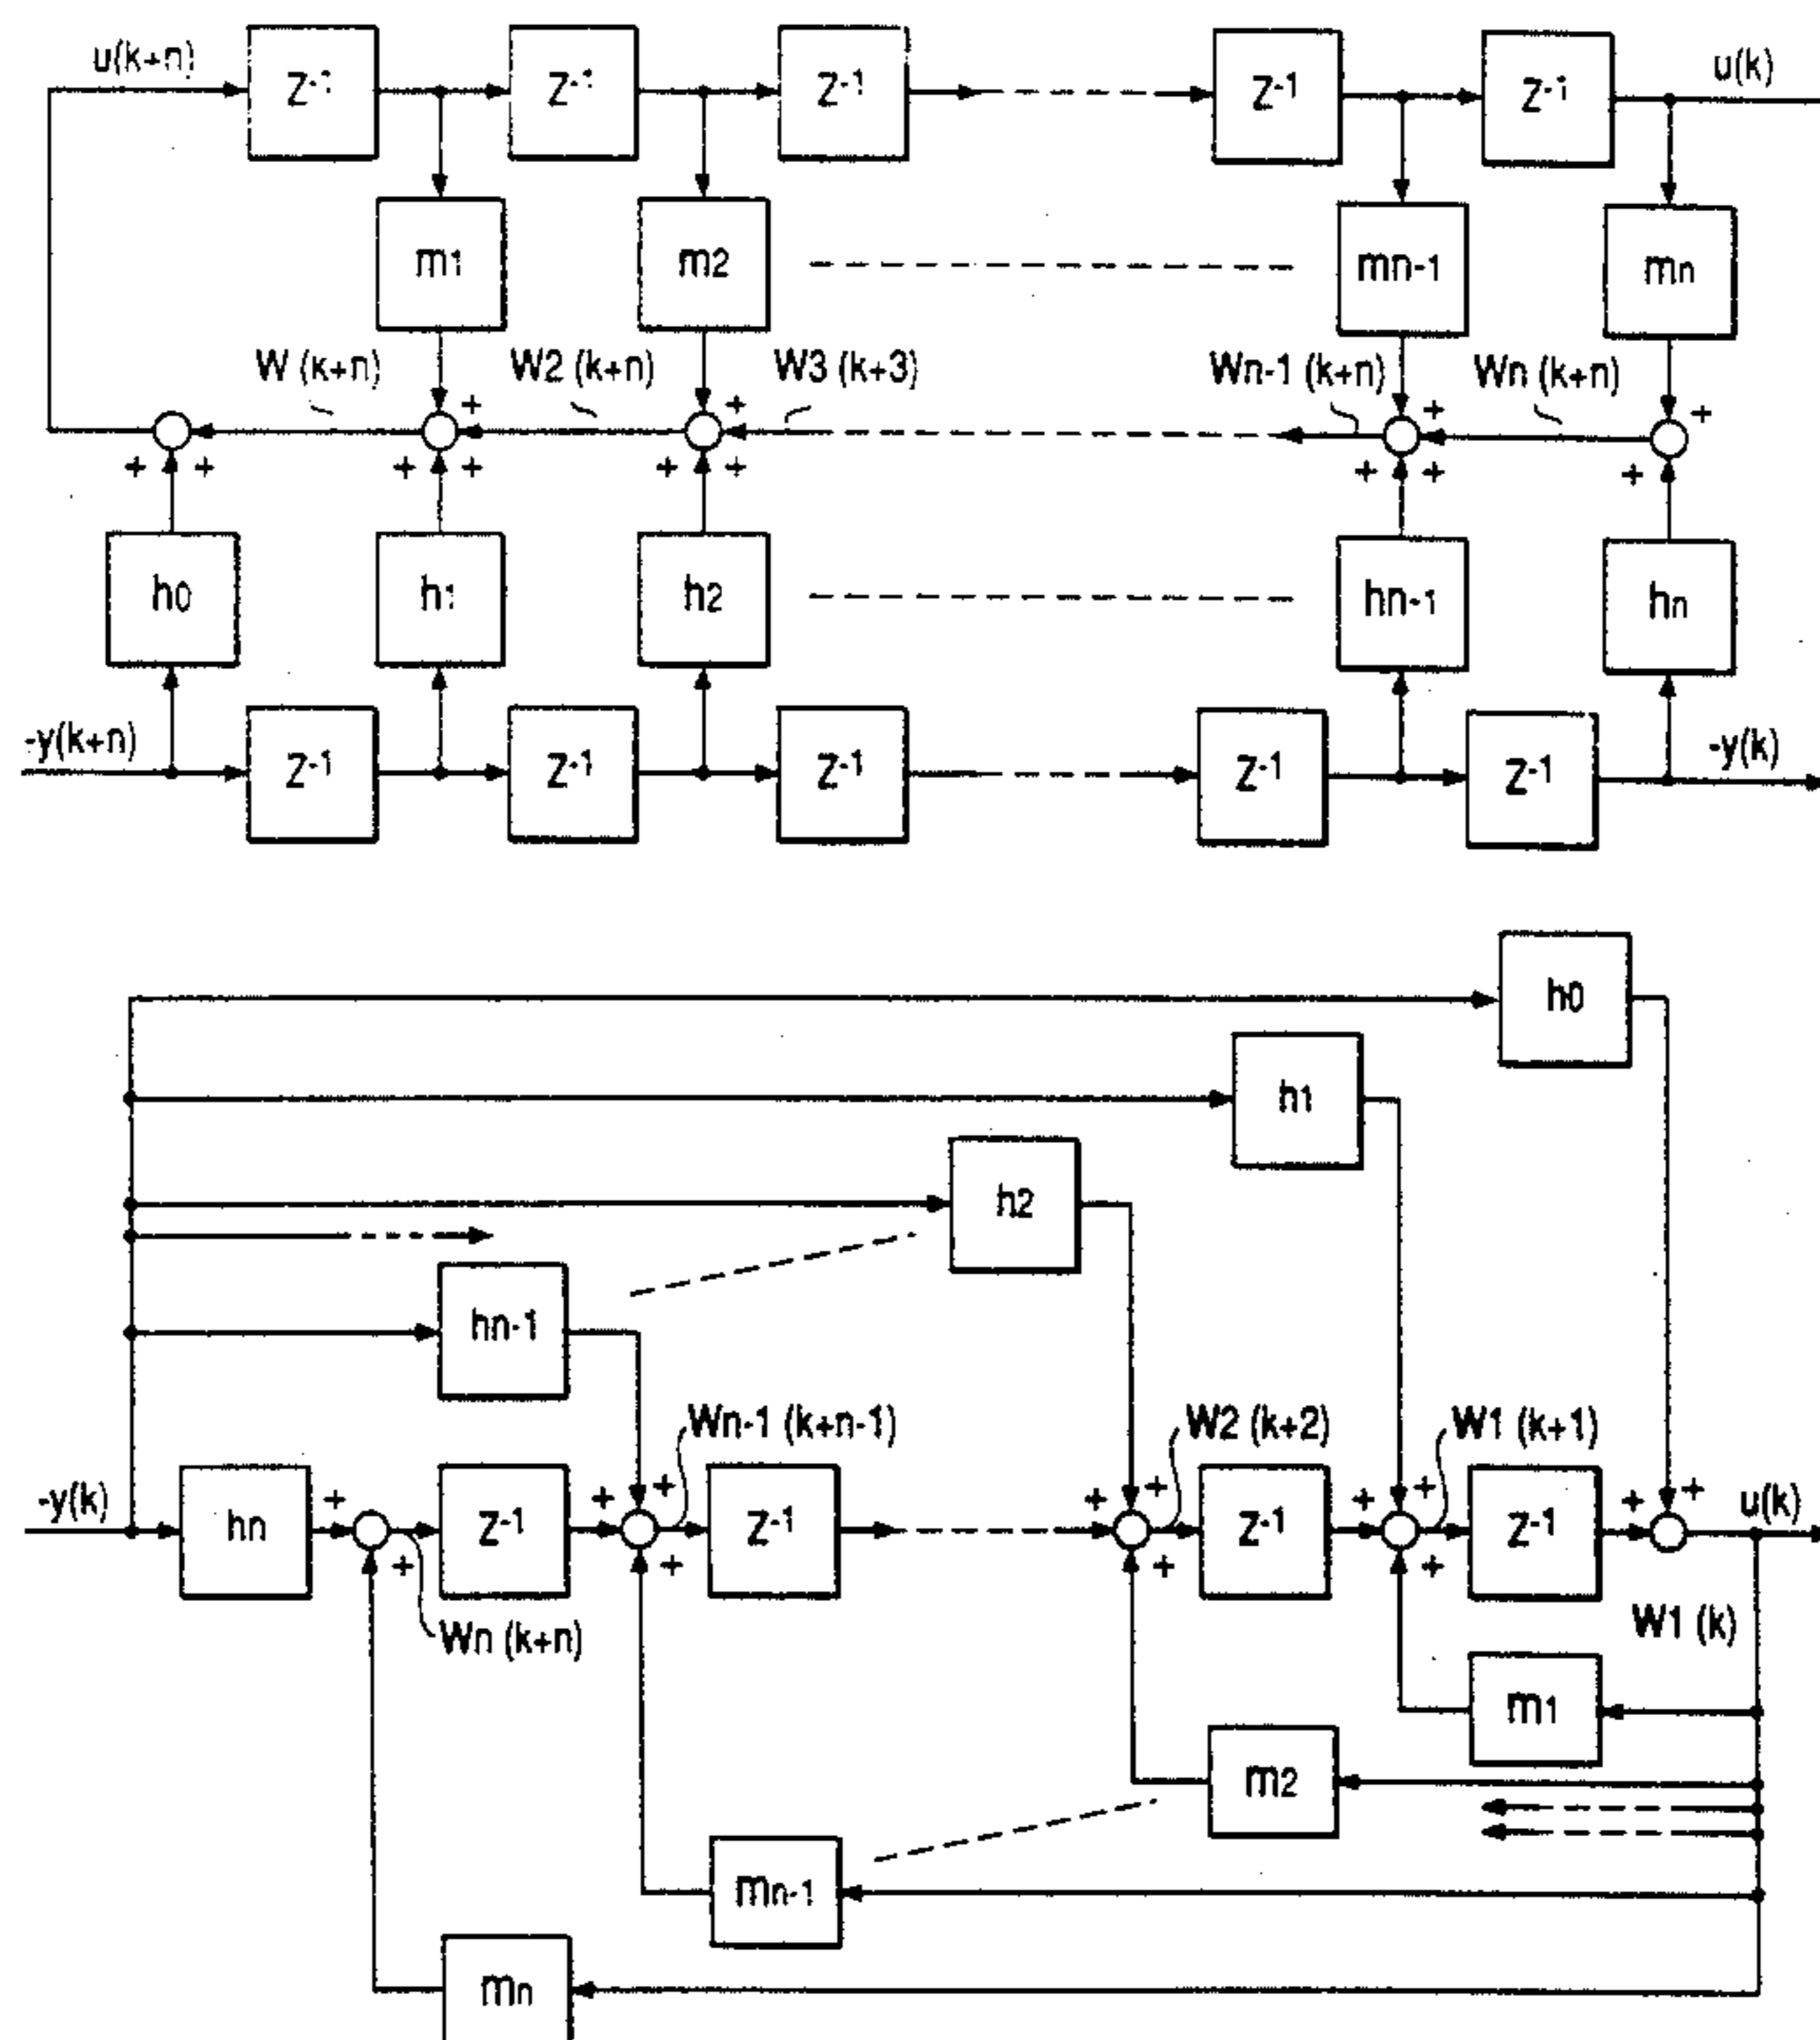 u(k+n) Z-1 Z-1 Z-1 Z-1 Z-1 u(k)
m1 m2 mn-1 mn
W (k+n) W2 (k+n) W3 (k+3) Wn-1 (k+n) Wn (k+n)
+ + + +
+ + + + + + + + +
h0 h1 h2 hn-1 hn
-y(k+n) Z-1 Z-1 Z-1 Z-1 Z-1 -y(k)
h0
h1
h2
hn-1
Wn-1 (k+n-1) W2 (k+2) W1 (k+1)
-y(k) hn + Z-1 + + Z-1 + + Z-1 + + Z-1 + + u(k)
+ + + +
Wn (k+n) W1 (k)
m1
m2
mn-1
mn